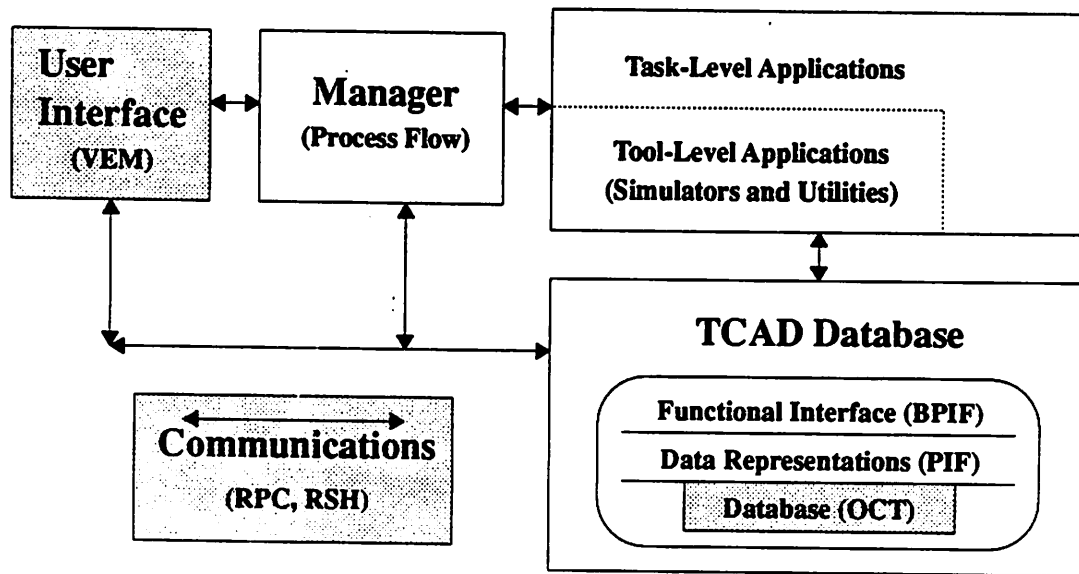 User
Interface
(VEM)
Manager
(Process Flow)
Task-Level Applications
Tool-Level Applications
(Simulators and Utilities)
TCAD Database
Functional Interface (BPIF)
Data Representations (PIF)
Database (OCT)
Communications
(RPC, RSH)